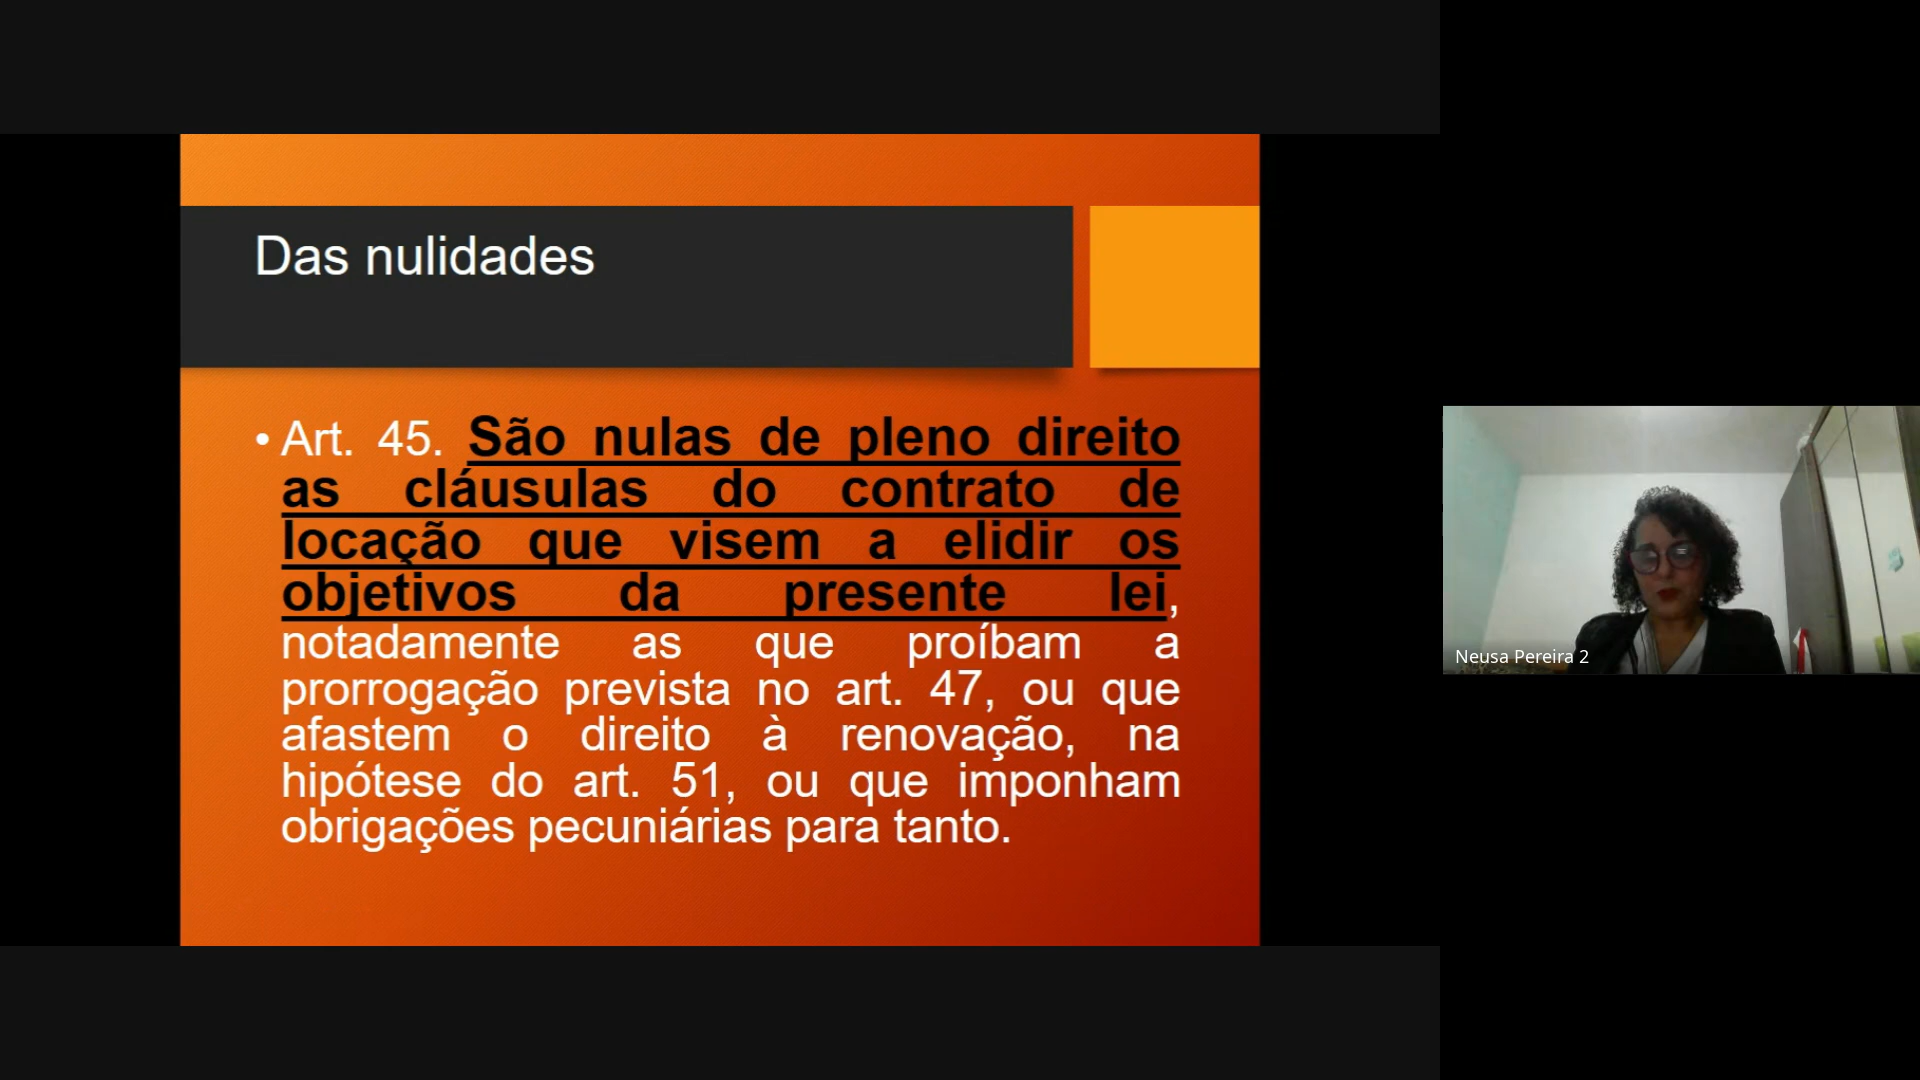 Das nulidades
• Art. 45. São nulas de pleno direito
as cláusulas do contrato de
locação que visem a elidir os
objetivos da presente lei,
notadamente as que proíbam a
prorrogação prevista no art. 47, ou que
afastem o direito à renovação, na
hipótese do art. 51, ou que imponham
obrigações pecuniárias para tanto.
Neusa Pereira 2